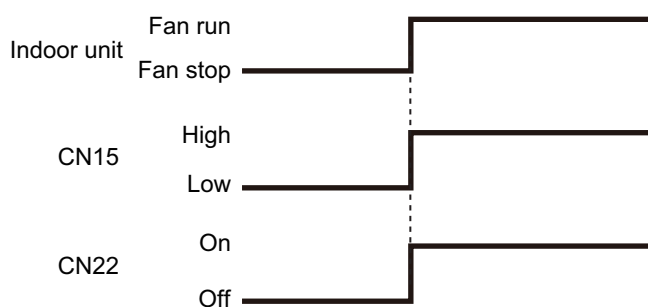 Fan run
Indoor unit
Fan stop
High
CN15
Low
On
CN22
Off